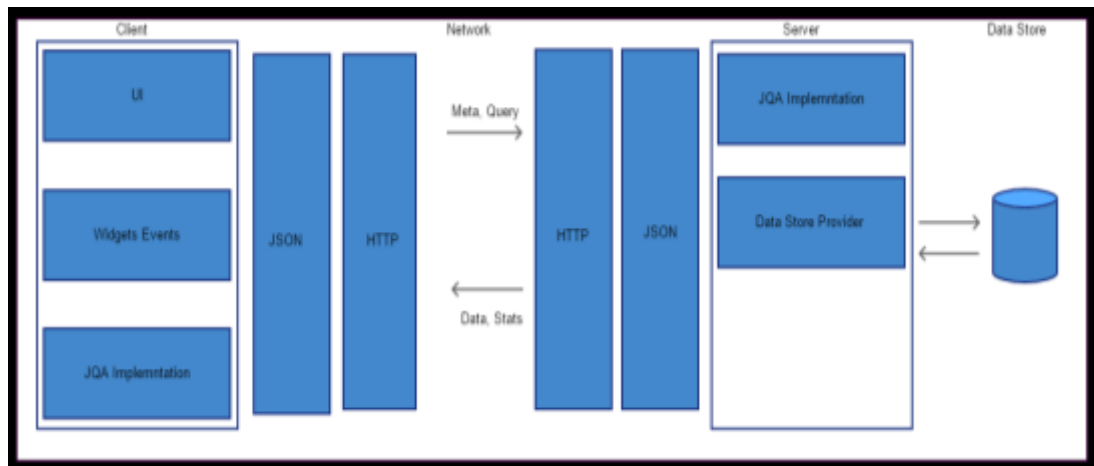 Client
Network
Server
Data Store
UI
Widgets Events
JQA Implemntation
JSON
HTTP
Meta, Query
Data, Stats
HTTP
JSON
JQA Implemntation
Data Store Provider